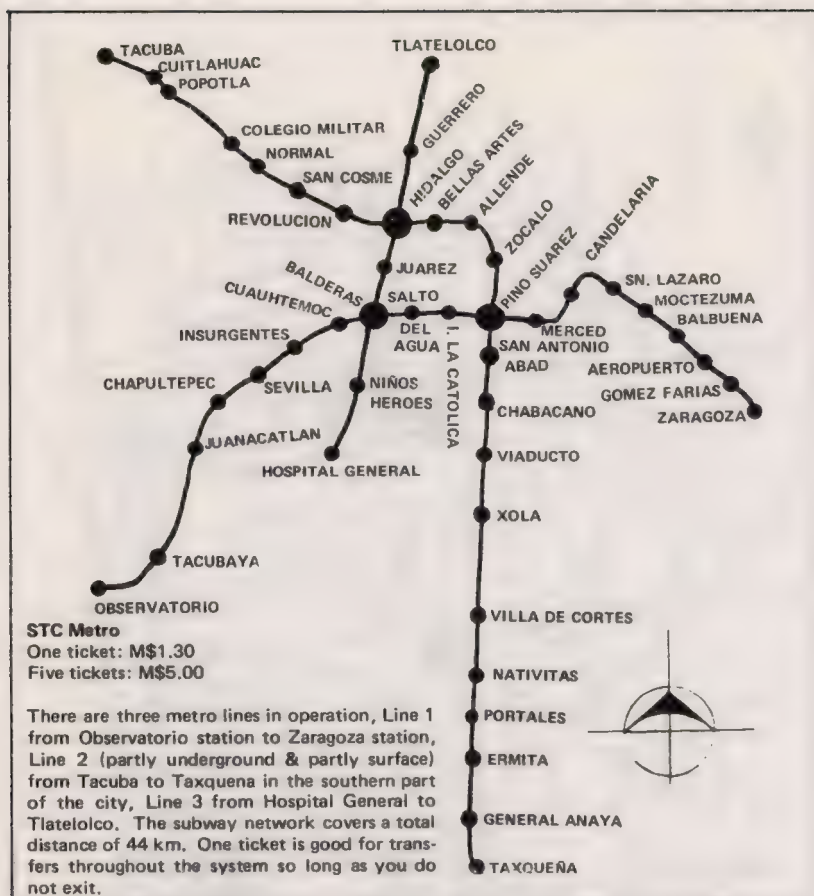 TACUBA
CUITLAHUAC
POPOTLA
COLEGIO MILITAR
NORMAL
SAN COSME
REVOLUCION
TLATELOLCO
GUERRERO
HIDALGO
BELLAS ARTES
ALLENDE
ZOCALO
PINO SUAREZ
CANDELARIA
JUAREZ
BALDERAS
SALTO
DEL
AGUA
I. LA CATOLICA
CUAUHTEMOC
INSURGENTES
CHAPULTEPEC
SEVILLA
JUANACATLAN
TACUBAYA
OBSERVATORIO
NIÑOS
HEROES
HOSPITAL GENERAL
MERCED
SN. LAZARO
MOCTEZUMA
BALBUENA
AEROPUERTO
GOMEZ FARIAS
ZARAGOZA
SAN ANTONIO
ABAD
CHABACANO
VIADUCTO
XOLA
VILLA DE CORTES
NATIVITAS
PORTALES
ERMITA
GENERAL ANAYA
TAXQUEÑA
STC Metro
One ticket: M$1.30
Five tickets: M$5.00
There are three metro lines in operation, Line 1
from Observatorio station to Zaragoza station,
Line 2 (partly underground & partly surface)
from Tacuba to Taxquena in the southern part
of the city, Line 3 from Hospital General to
Tlatelolco. The subway network covers a total
distance of 44 km. One ticket is good for trans-
fers throughout the system so long as you do
not exit.